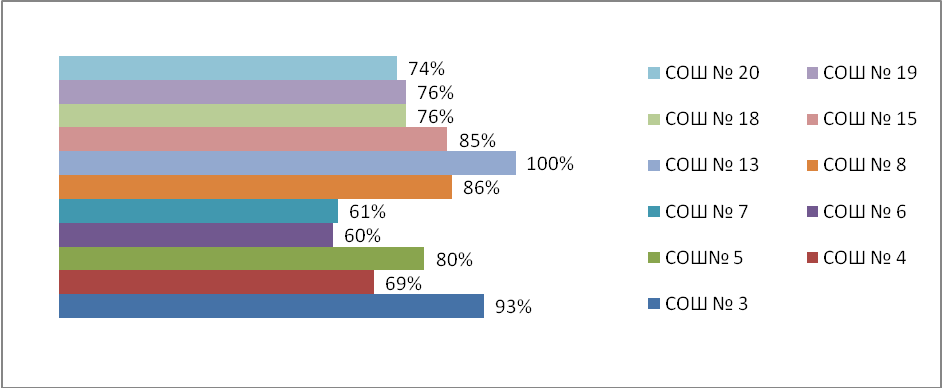 74%
76%
76%
85%
100%
86%
61%
60%
80%
69%
93%
СОШ № 20 СОШ № 19
СОШ № 18 СОШ № 15
СОШ № 13 СОШ № 8
СОШ № 7 СОШ № 6
СОШ№ 5 СОШ № 4
СОШ № 3